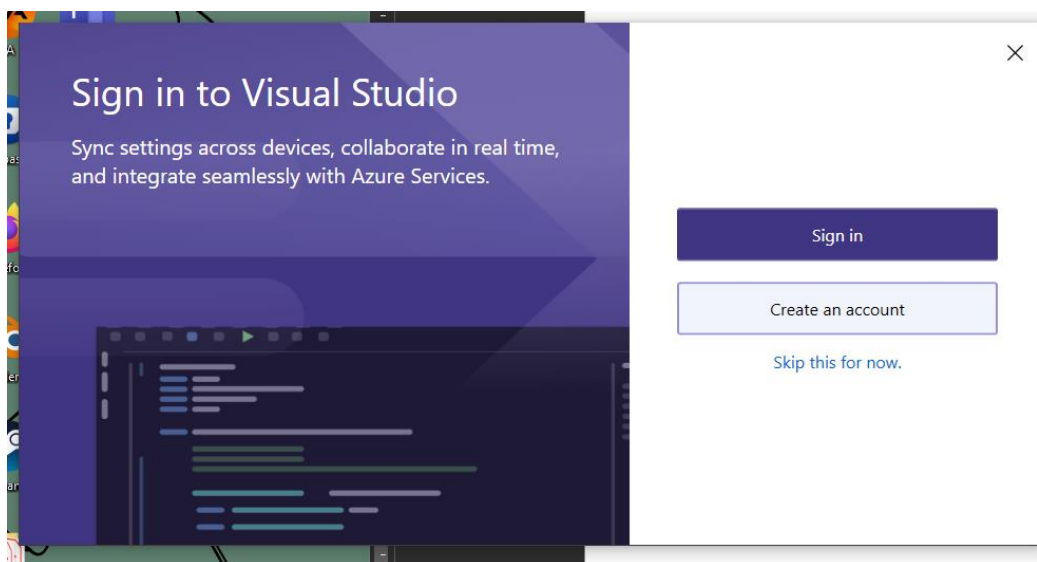 Sign in to Visual Studio
Sync settings across devices, collaborate in real time,
and integrate seamlessly with Azure Services.
Sign in
Create an account
Skip this for now.